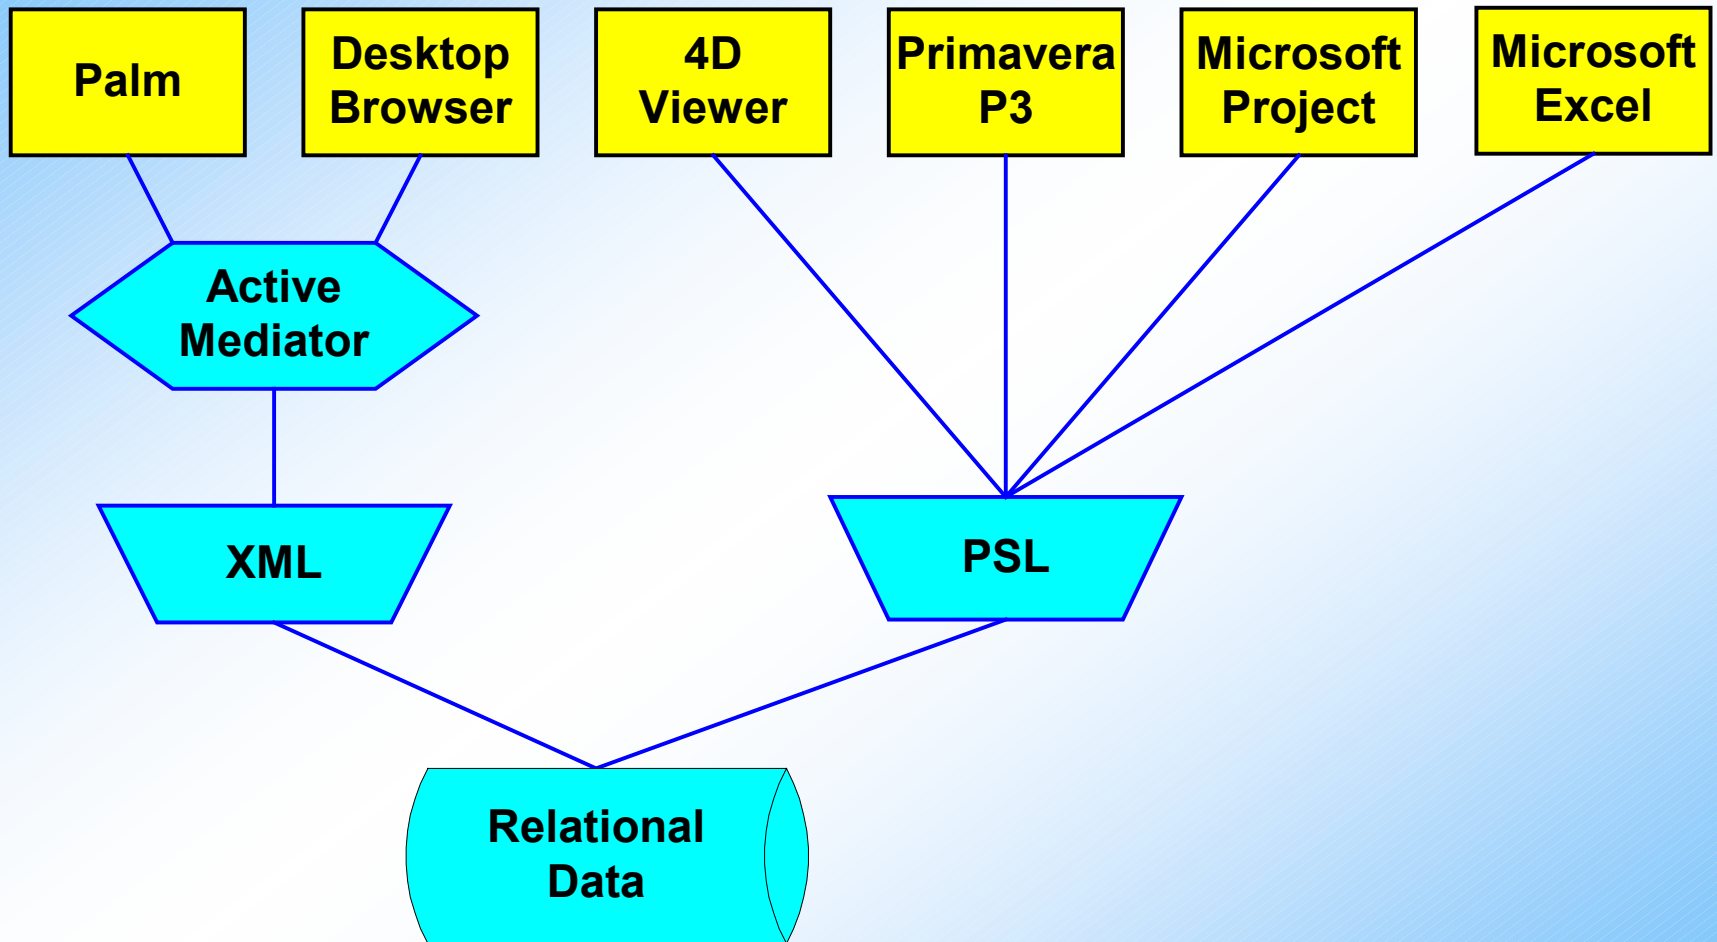 Palm
Desktop
Browser
4D
Viewer
Primavera
P3
Microsoft
Project
Microsoft
Excel
Active
Mediator
XML
PSL
Relational
Data